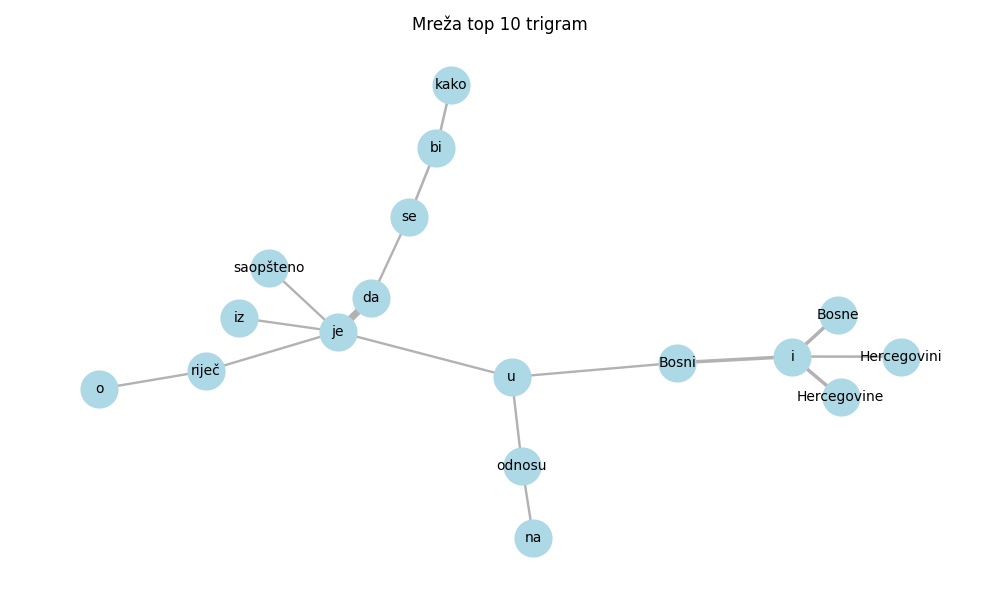 Mreža top 10 trigram
kako
bi
se
saopšteno
da
iz
je
Bosne
riječ
o
u
Bosni
i
Hercegovini
Hercegovine
odnosu
na